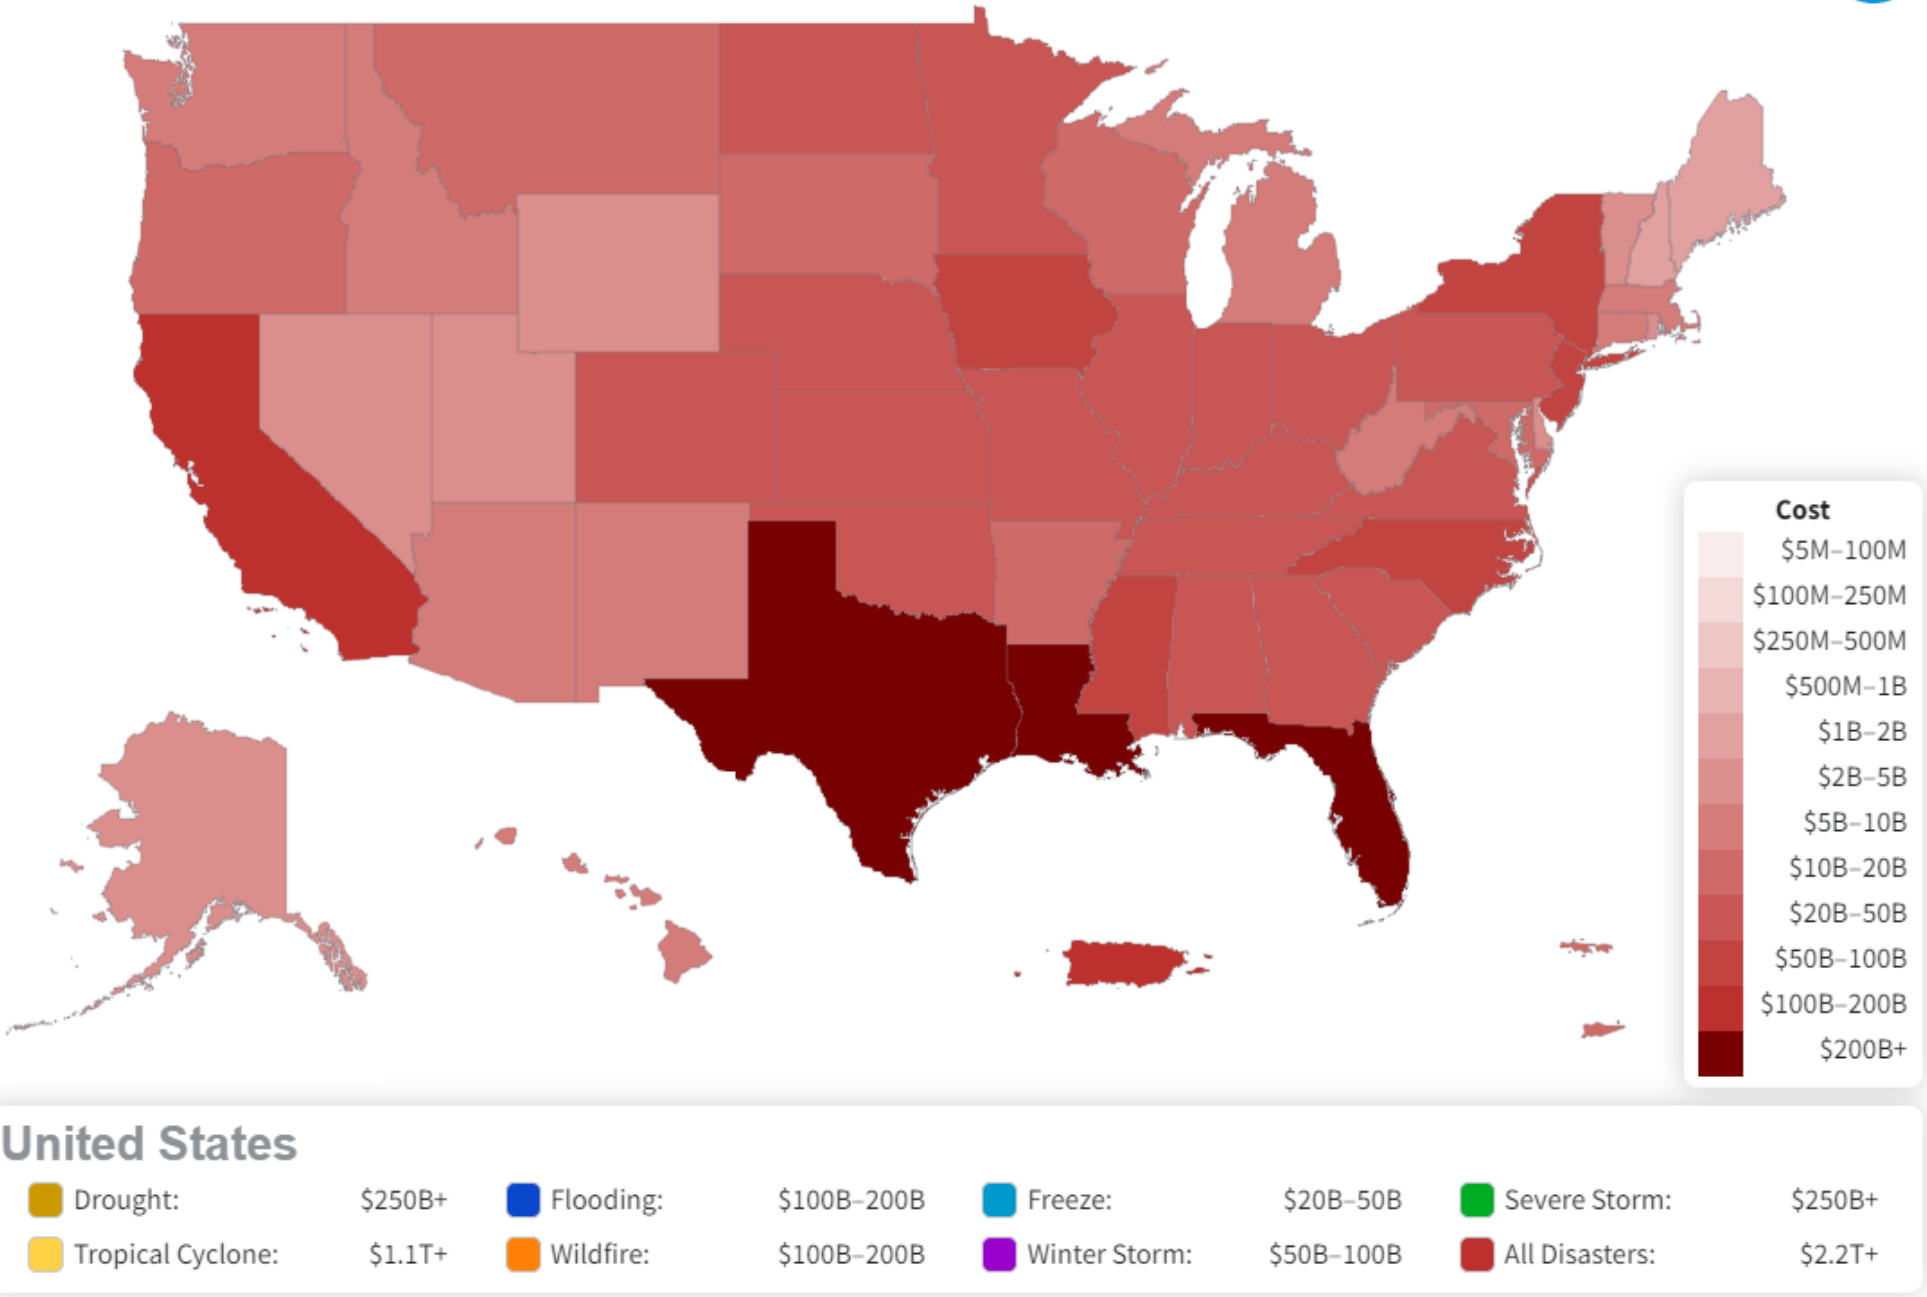 Cost
$5M–100M
$100M–250M
$250M–500M
$500M–1B
$1B–2B
$2B–5B
$5B–10B
$10B–20B
$20B–50B
$50B–100B
$100B–200B
$200B+
United States
Drought: $250B+ Flooding: $100B–200B Freeze: $20B–50B Severe Storm: $250B+
Tropical Cyclone: $1.1T+ Wildfire: $100B–200B Winter Storm: $50B–100B All Disasters: $2.2T+